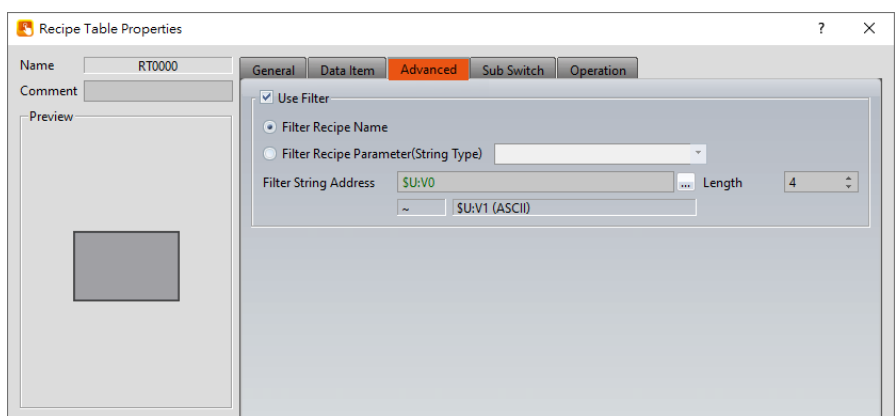 Recipe Table Properties ? ×
Name RT0000
Comment
Preview
General Data Item Advanced Sub Switch Operation
Use Filter
Filter Recipe Name
Filter Recipe Parameter(String Type)
Filter String Address $U:V0 ... Length 4
~ $U:V1 (ASCII)